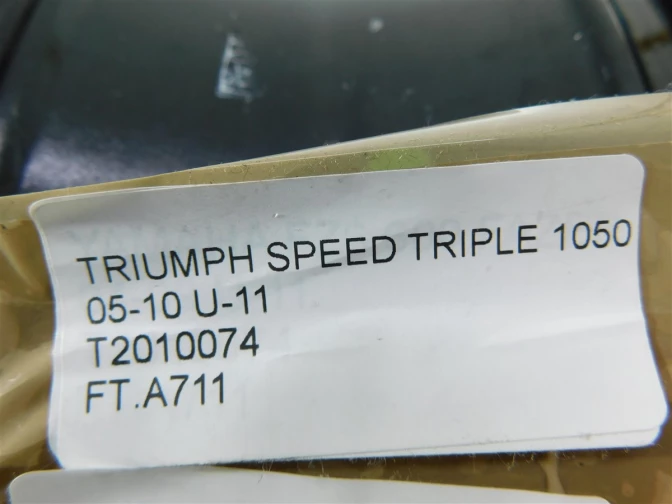 TRIUMPH SPEED TRIPLE 1050
05-10 U-11
T2010074
FT.A711